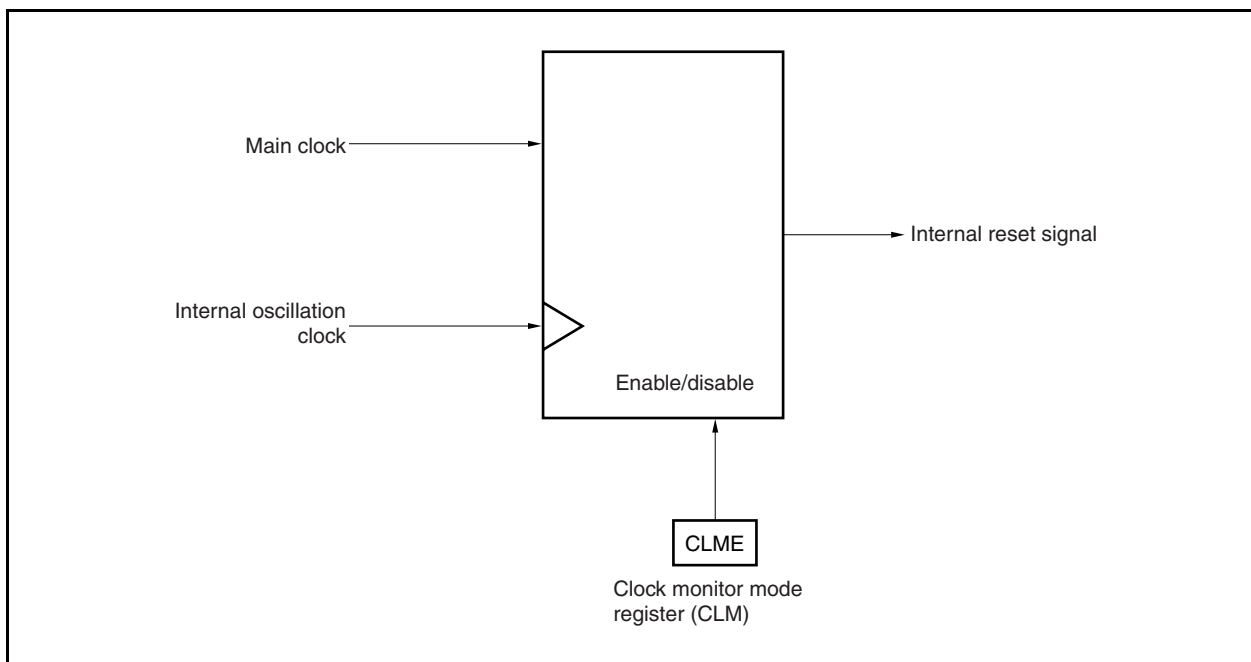 Main clock
Internal reset signal
Internal oscillation
clock
Enable/disable
CLME
Clock monitor mode
register (CLM)